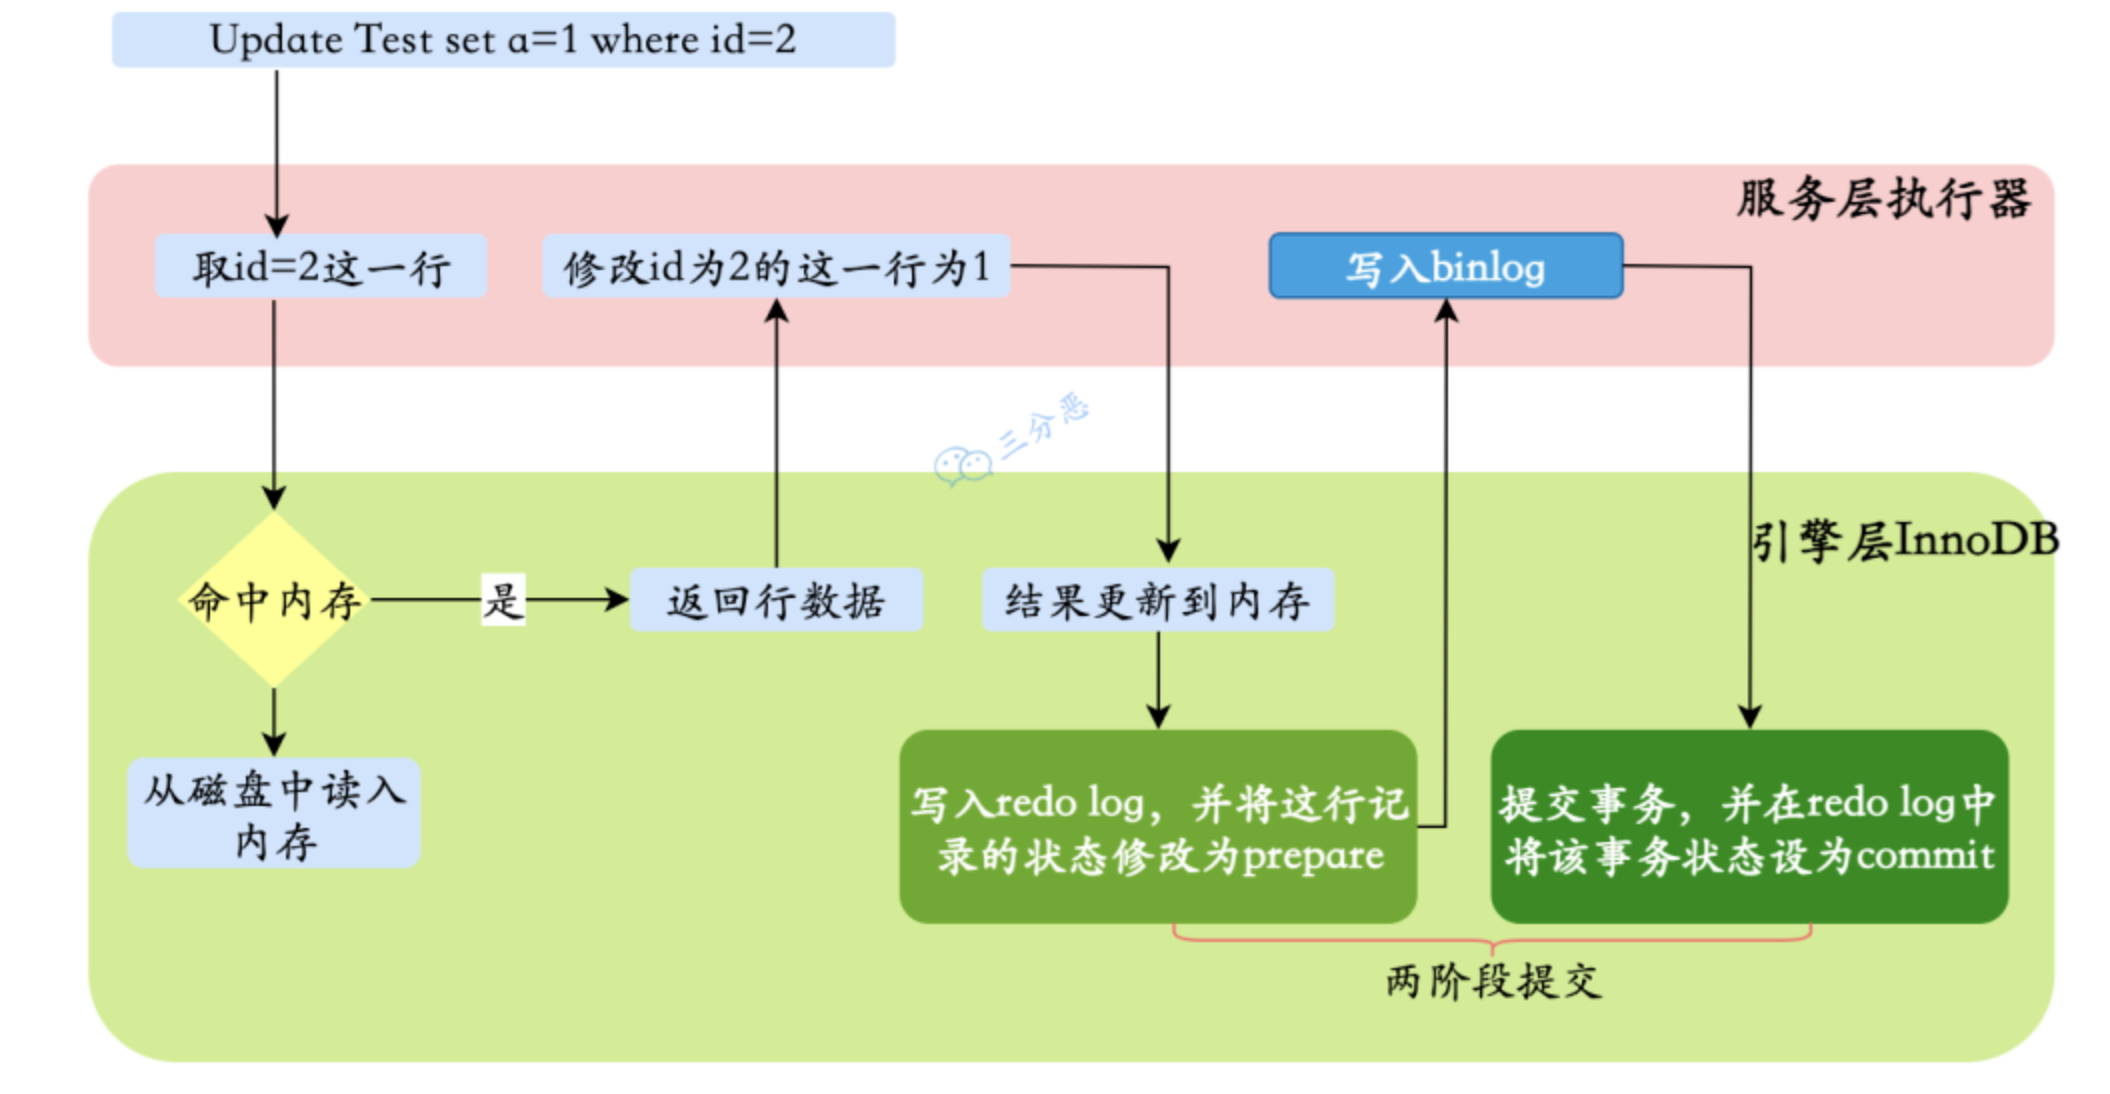 Update Test set a=1 where id=2
服务层执行器
取id=2这一行
修改id为2的这一行为1
写入binlog
三分恶
引擎层InnoDB
命中内存
是
返回行数据
结果更新到内存
从磁盘中读入
内存
写入redo log，并将这行记
录的状态修改为prepare
提交事务，并在redo log中
将该事务状态设为commit
两阶段提交